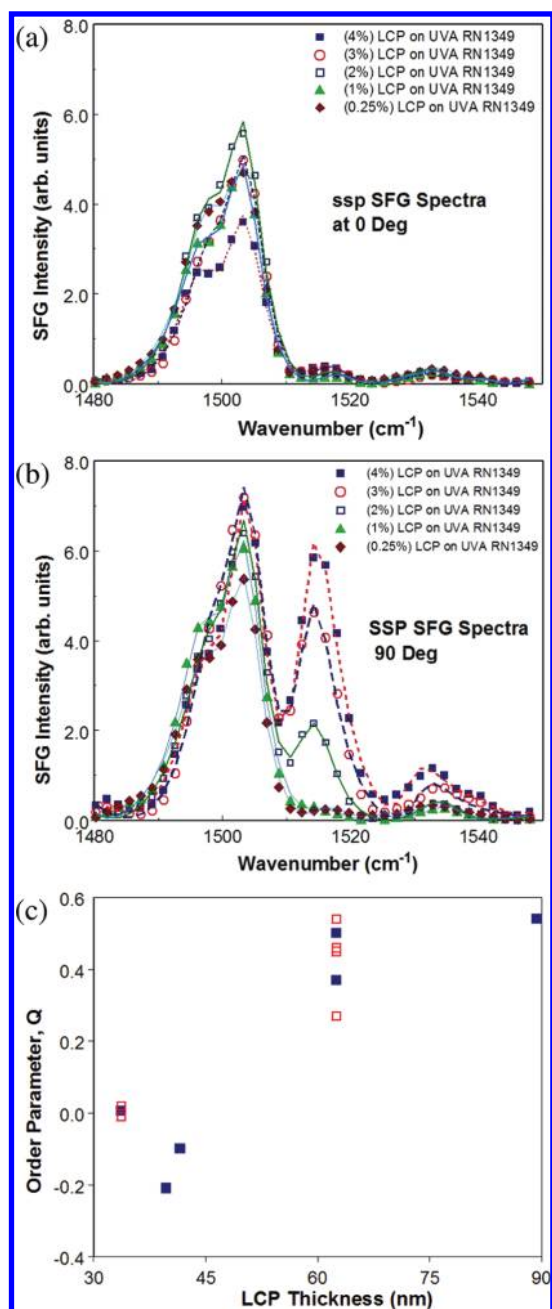 (a)
8.0
6.0
4.0
2.0
0.0
SFG Intensity (arb. units)
(4%) LCP on UVA RN1349
(3%) LCP on UVA RN1349
(2%) LCP on UVA RN1349
(1%) LCP on UVA RN1349
(0.25%) LCP on UVA RN1349
ssp SFG Spectra
at 0 Deg
1480 1500 1520 1540
Wavenumber (cm-1)
(b)
8.0
6.0
4.0
2.0
0.0
SFG Intensity (arb. units)
(4%) LCP on UVA RN1349
(3%) LCP on UVA RN1349
(2%) LCP on UVA RN1349
(1%) LCP on UVA RN1349
(0.25%) LCP on UVA RN1349
SSP SFG Spectra
90 Deg
1480 1500 1520 1540
Wavenumber (cm-1)
(c)
0.6
0.4
0.2
0.0
-0.2
-0.4
Order Parameter, Q
30 45 60 75 90
LCP Thickness (nm)